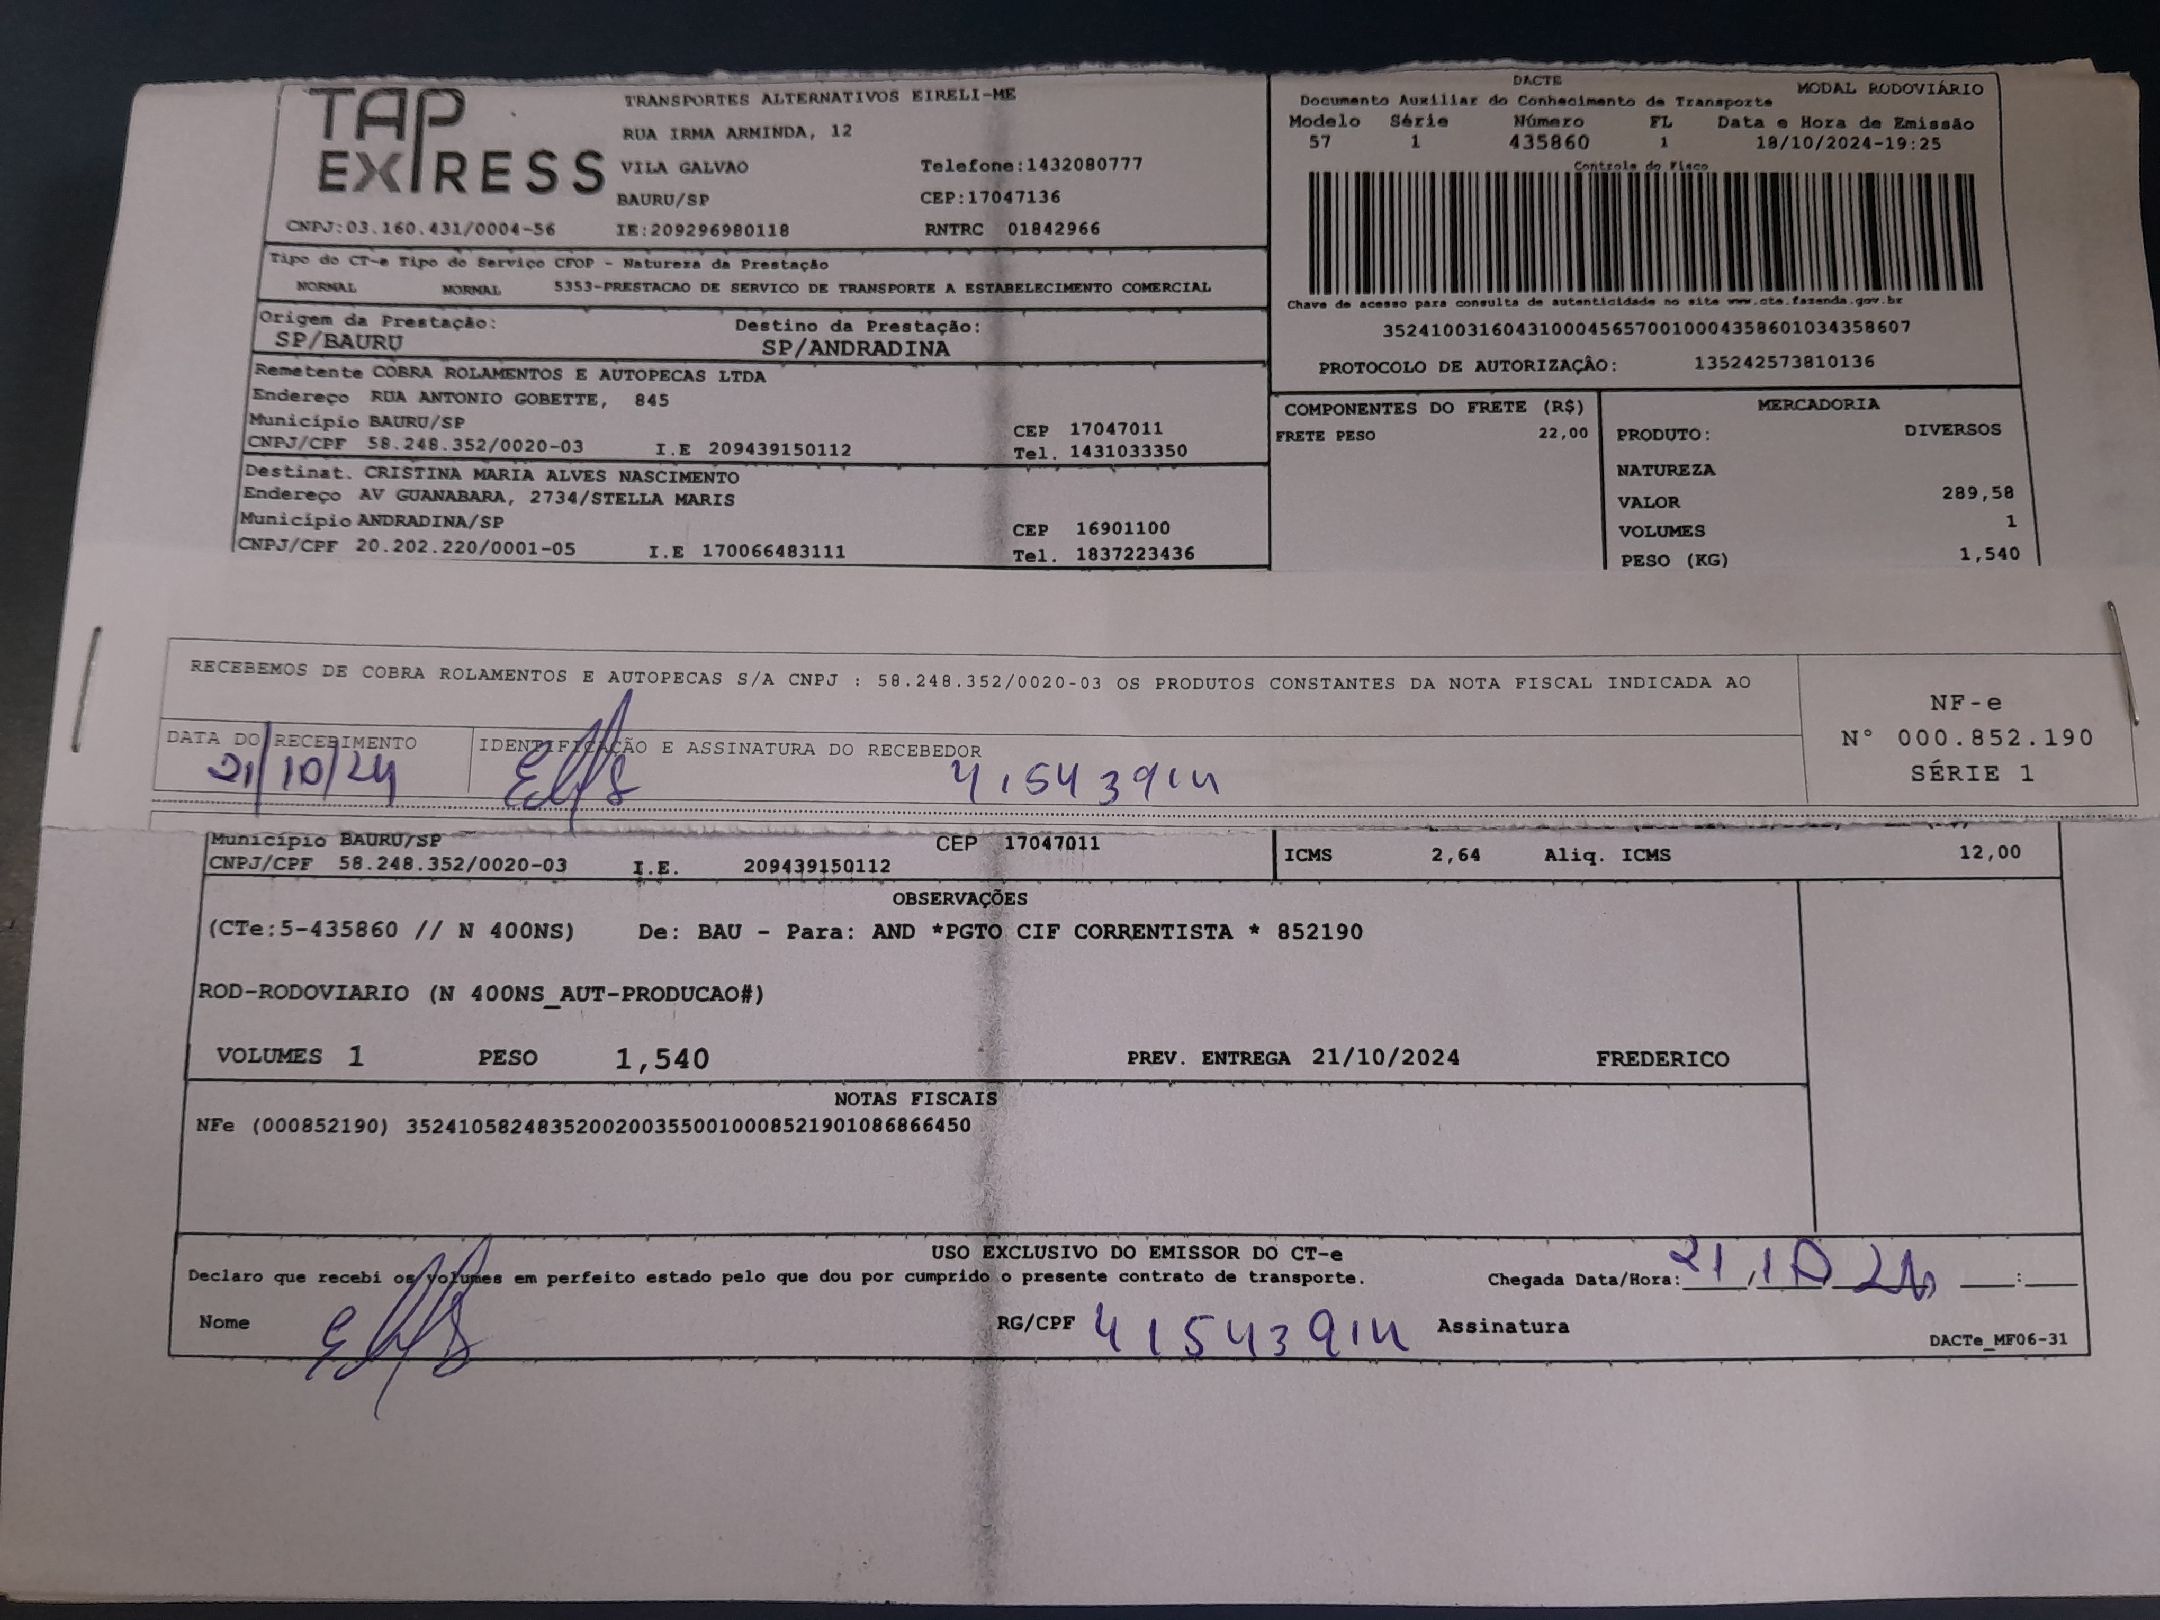 TAP EXPRESS
TRANSPORTES ALTERNATIVOS EIRELI-ME
RUA IRMA ARMINDA, 12
VILA GALVAO Telefone:1432080777
BAURU/SP CEP:17047136
CNPJ:03.160.431/0004-56 IE:209296980118 RNTRC 01842966
DACTE MODAL RODOVIÁRIO
Documento Auxiliar do Conhecimento de Transporte
Modelo Série Número FL Data e Hora de Emissão
57 1 435860 1 18/10/2024-19:25
Controle do Fisco
Chave de acesso para consulta de autenticidade no site www.cte.fazenda.gov.br
35241003160431000456570010004358601034358607
PROTOCOLO DE AUTORIZAÇÃO: 135242573810136
Tipo do CT-e Tipo do Serviço CFOP - Natureza da Prestação
NORMAL NORMAL 5353-PRESTACAO DE SERVICO DE TRANSPORTE A ESTABELECIMENTO COMERCIAL
Origem da Prestação: Destino da Prestação:
SP/BAURU SP/ANDRADINA
Remetente COBRA ROLAMENTOS E AUTOPECAS LTDA
Endereço RUA ANTONIO GOBETTE, 845
Município BAURU/SP CEP 17047011
CNPJ/CPF 58.248.352/0020-03 I.E 209439150112 Tel. 1431033350
Destinat. CRISTINA MARIA ALVES NASCIMENTO
Endereço AV GUANABARA, 2734/STELLA MARIS
Município ANDRADINA/SP CEP 16901100
CNPJ/CPF 20.202.220/0001-05 I.E 170066483111 Tel. 1837223436
COMPONENTES DO FRETE (R$)
FRETE PESO 22,00
MERCADORIA
PRODUTO: DIVERSOS
NATUREZA
VALOR 289,58
VOLUMES 1
PESO (KG) 1,540
RECEBEMOS DE COBRA ROLAMENTOS E AUTOPECAS S/A CNPJ : 58.248.352/0020-03 OS PRODUTOS CONSTANTES DA NOTA FISCAL INDICADA AO
DATA DO RECEBIMENTO IDENTIFICAÇÃO E ASSINATURA DO RECEBEDOR
21/10/24 41543914
NF-e
N° 000.852.190
SÉRIE 1
Município BAURU/SP CEP 17047011
CNPJ/CPF 58.248.352/0020-03 I.E. 209439150112
ICMS 2,64 Aliq. ICMS 12,00
OBSERVAÇÕES
(CTe:5-435860 // N 400NS) De: BAU - Para: AND *PGTO CIF CORRENTISTA * 852190
ROD-RODOVIARIO (N 400NS_AUT-PRODUCAO#)
VOLUMES 1 PESO 1,540 PREV. ENTREGA 21/10/2024 FREDERICO
NOTAS FISCAIS
NFe (000852190) 35241058248352002003550010008521901086866450
USO EXCLUSIVO DO EMISSOR DO CT-e
Declaro que recebi os volumes em perfeito estado pelo que dou por cumprido o presente contrato de transporte. Chegada Data/Hora: 21/10 24 ___:___
Nome RG/CPF 41543914 Assinatura
DACTe_MF06-31